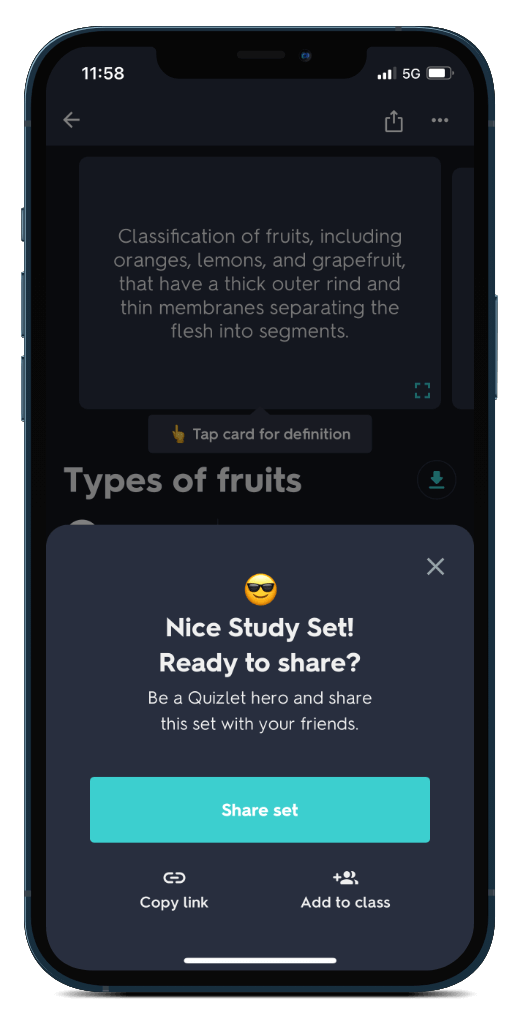 11:58
5G
Classification of fruits, including
oranges, lemons, and grapefruit,
that have a thick outer rind and
thin membranes separating the
flesh into segments.
Tap card for definition
Types of fruits
Nice Study Set!
Ready to share?
Be a Quizlet hero and share
this set with your friends.
Share set
Copy link
Add to class